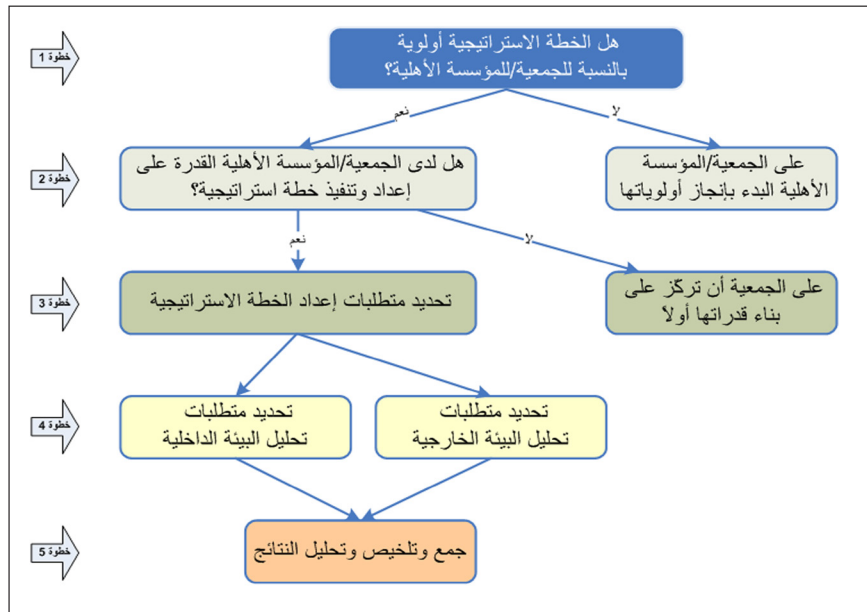 خطوة 1
هل الخطة الاستراتيجية أولوية
بالنسبة للجمعية/للمؤسسة الأهلية؟
نعم
لا
خطوة 2
هل لدى الجمعية/المؤسسة الأهلية القدرة على
إعداد وتنفيذ خطة استراتيجية؟
على الجمعية/المؤسسة
الأهلية البدء بإنجاز أولوياتها
نعم
لا
خطوة 3
تحديد متطلبات إعداد الخطة الاستراتيجية
على الجمعية أن تركّز على
بناء قدراتها أولاً
خطوة 4
تحديد متطلبات
تحليل البيئة الداخلية
تحديد متطلبات
تحليل البيئة الخارجية
خطوة 5
جمع وتلخيص وتحليل النتائج